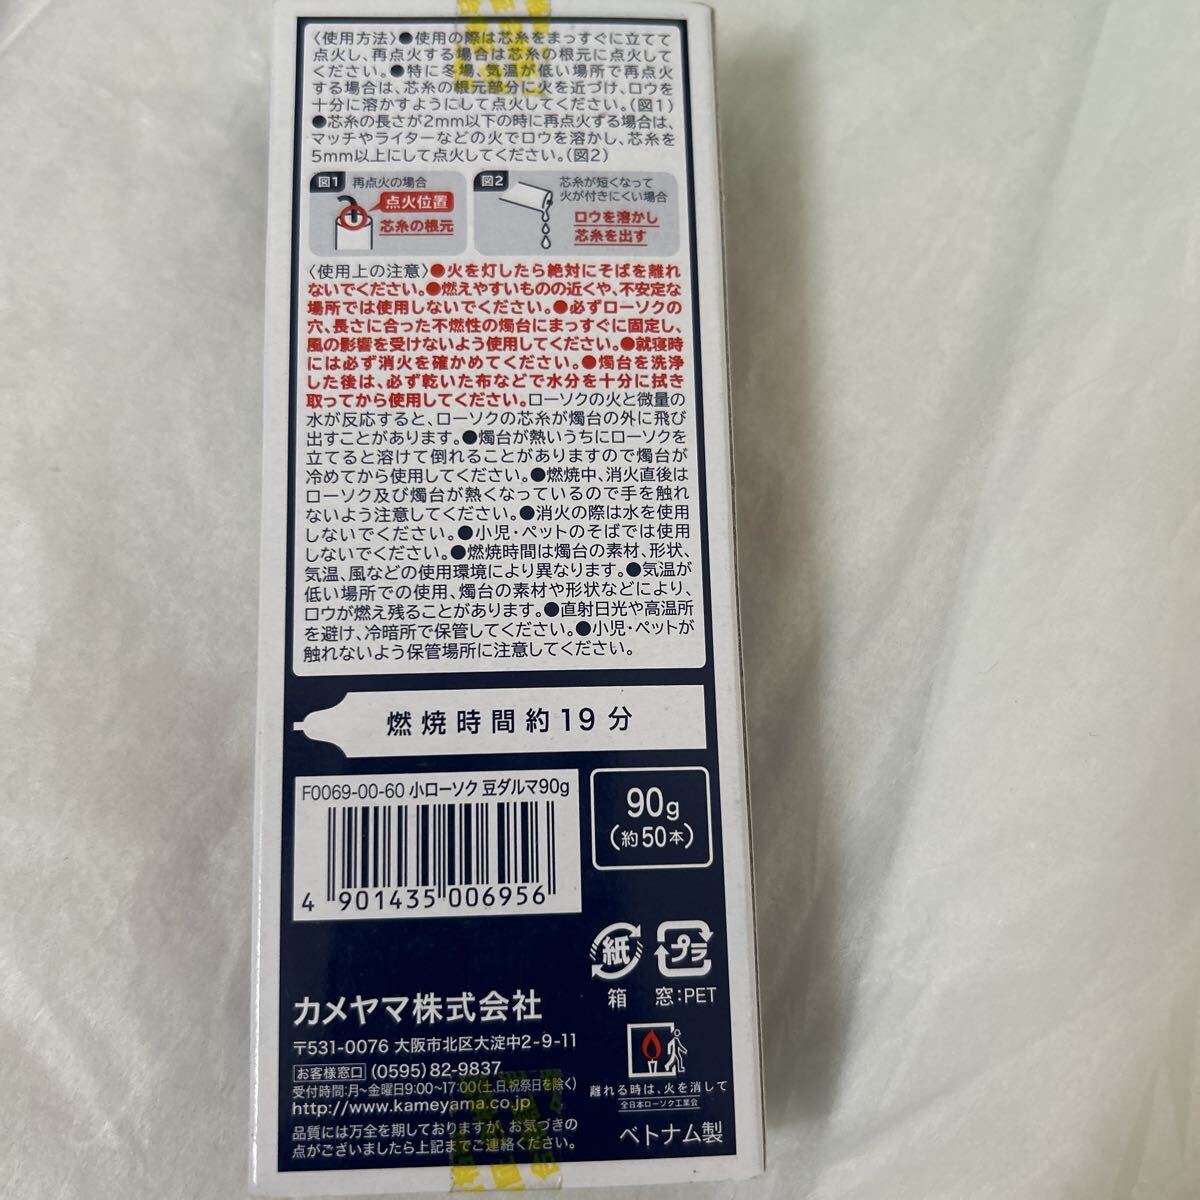 〈使用方法〉●使用の際は芯糸をまっすぐに立てて
点火し、再点火する場合は芯糸の根元に点火して
ください。●特に冬場、気温が低い場所で再点火
する場合は、芯糸の根元部分に火を近づけ、ロウを
十分に溶かすようにして点火してください。(図1)
●芯糸の長さが2mm以下の時に再点火する場合は、
マッチやライターなどの火でロウを溶かし、芯糸を
5mm以上にして点火してください。(図2)
図1 再点火の場合
点火位置
芯糸の根元
図2 芯糸が短くなって
火が付きにくい場合
ロウを溶かし
芯糸を出す
〈使用上の注意〉●火を灯したら絶対にそばを離れ
ないでください。●燃えやすいものの近くや、不安定な
場所では使用しないでください。●必ずローソクの
穴、長さに合った不燃性の燭台にまっすぐに固定し、
風の影響を受けないよう使用してください。●就寝時
には必ず消火を確かめてください。●燭台を洗浄
した後は、必ず乾いた布などで水分を十分に拭き
取ってから使用してください。ローソクの火と微量の
水が反応すると、ローソクの芯糸が燭台の外に飛び
出すことがあります。●燭台が熱いうちにローソクを
立てると溶けて倒れることがありますので燭台が
冷めてから使用してください。●燃焼中、消火直後は
ローソク及び燭台が熱くなっているので手を触れ
ないよう注意してください。●消火の際は水を使用
しないでください。●小児・ペットのそばでは使用
しないでください。●燃焼時間は燭台の素材、形状、
気温、風などの使用環境により異なります。●気温が
低い場所での使用、燭台の素材や形状などにより、
ロウが燃え残ることがあります。●直射日光や高温所
を避け、冷暗所で保管してください。●小児・ペットが
触れないよう保管場所に注意してください。
燃焼時間約19分
F0069-00-60 小ローソク 豆ダルマ90g
4 901435 006956
90g
(約50本)
紙
箱
プラ
窓:PET
カメヤマ株式会社
〒531-0076 大阪市北区大淀中2-9-11
お客様窓口 (0595)82-9837
受付時間:月〜金曜日9:00〜17:00(土、日、祝祭日を除く)
http://www.kameyama.co.jp
品質には万全を期しておりますが、お気づきの
点がございましたら上記までご連絡ください。
離れる時は、火を消して
全日本ローソク工業会
ベトナム製